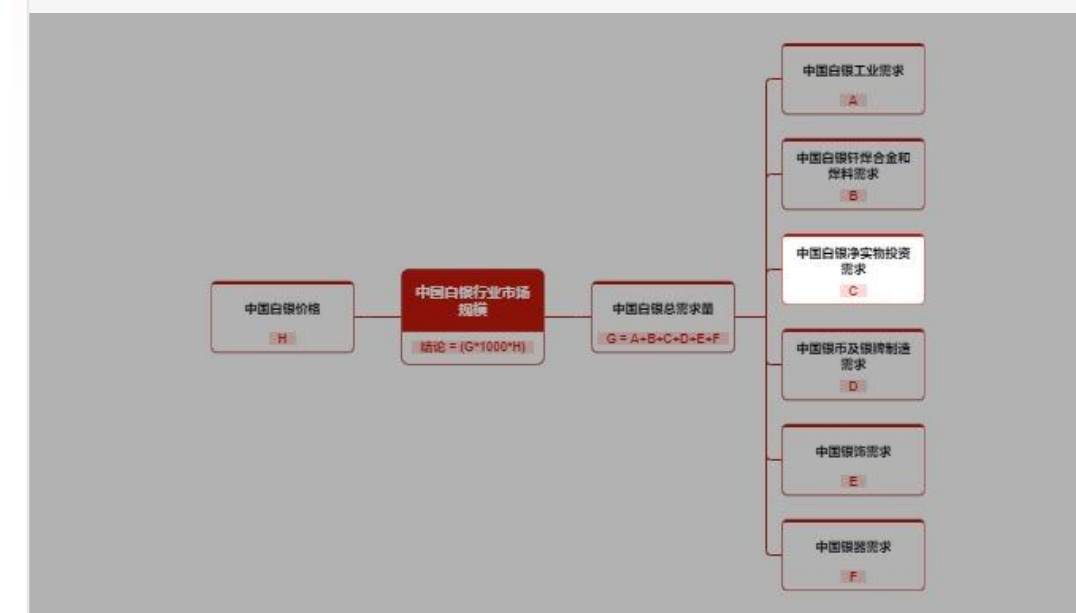 中国白银工业需求
A
中国白银钎焊合金和
焊料需求
B
中国白银净实物投资
需求
C
中国白银价格
H
中国白银行业市场
规模
结论 = (G*1000*H)
中国白银总需求量
G = A+B+C+D+E+F
中国银币及银牌制造
需求
D
中国银饰需求
E
中国银器需求
F